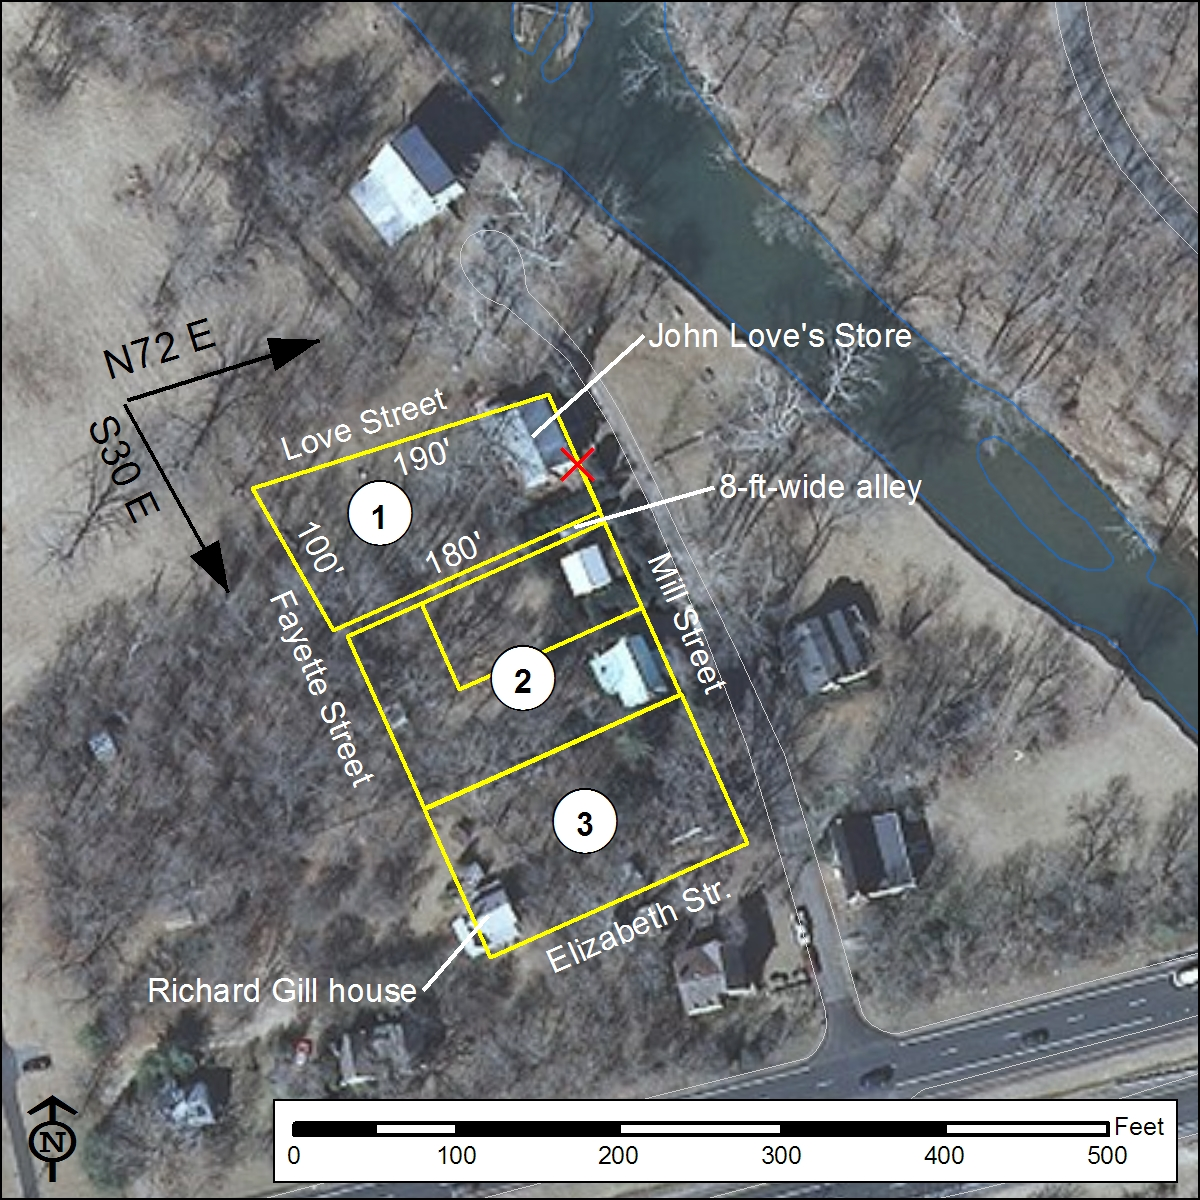 John Love's Store
N72 E
S30 E
Love Street
190'
8-ft-wide alley
1
100'
180'
Mill Street
Fayette Street
2
3
Elizabeth Str.
Richard Gill house
N
Feet
0 100 200 300 400 500